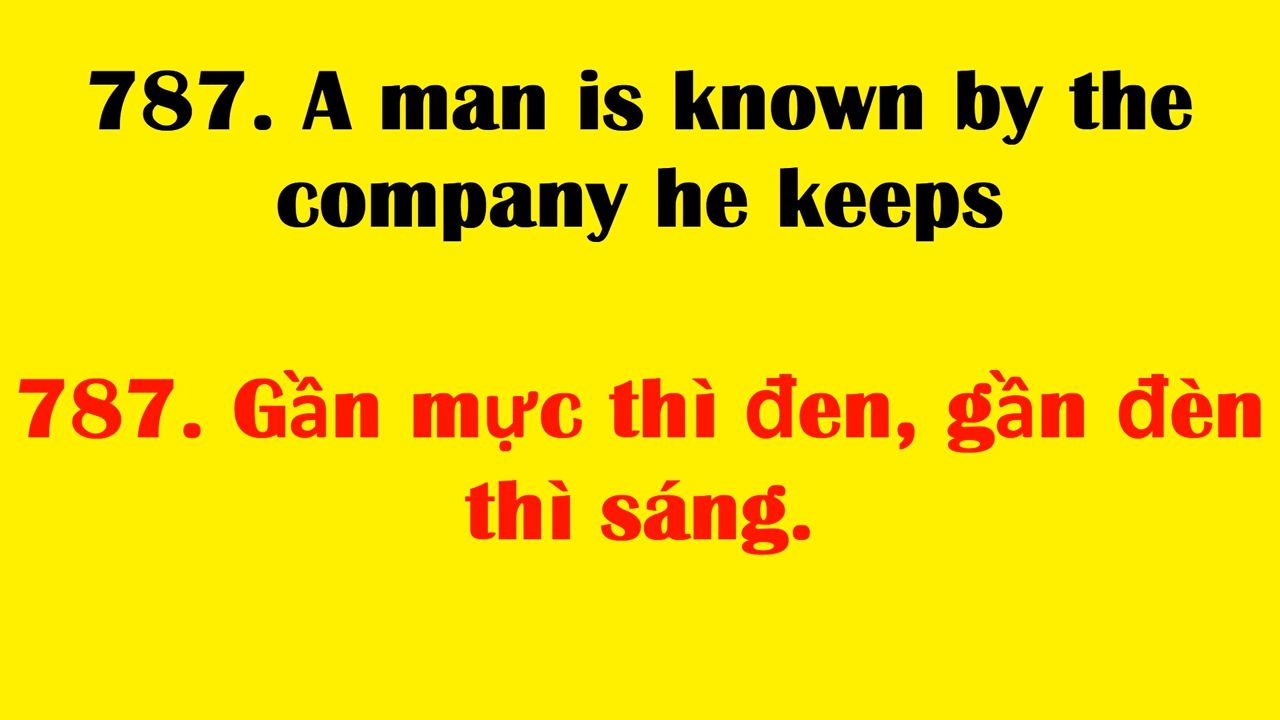 787. A man is known by the
company he keeps
787. Gần mực thì đen, gần đèn
thì sáng.